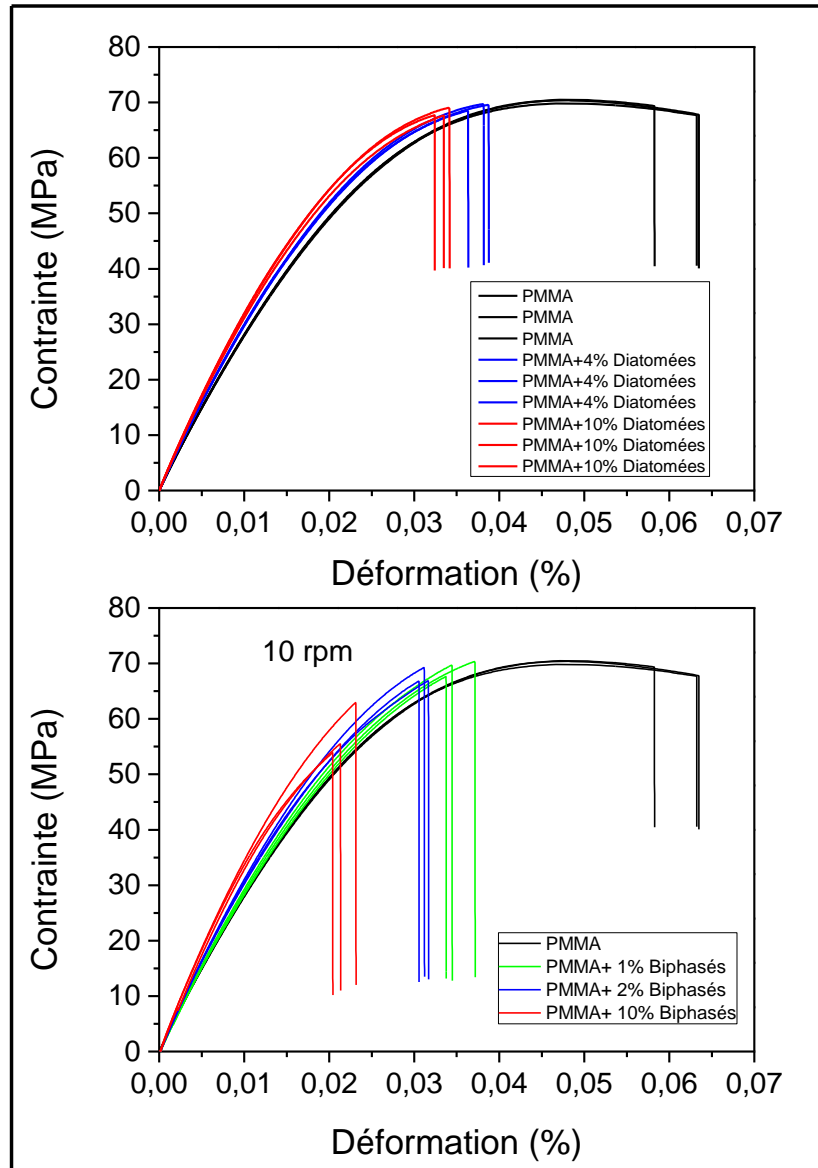 80
70
60
50
40
30
20
10
0
Contrainte (MPa)
PMMA
PMMA
PMMA
PMMA+4% Diatomées
PMMA+4% Diatomées
PMMA+4% Diatomées
PMMA+10% Diatomées
PMMA+10% Diatomées
PMMA+10% Diatomées
0,00 0,01 0,02 0,03 0,04 0,05 0,06 0,07
Déformation (%)
80
70
60
50
40
30
20
10
0
Contrainte (MPa)
10 rpm
PMMA
PMMA+ 1% Biphasés
PMMA+ 2% Biphasés
PMMA+ 10% Biphasés
0,00 0,01 0,02 0,03 0,04 0,05 0,06 0,07
Déformation (%)